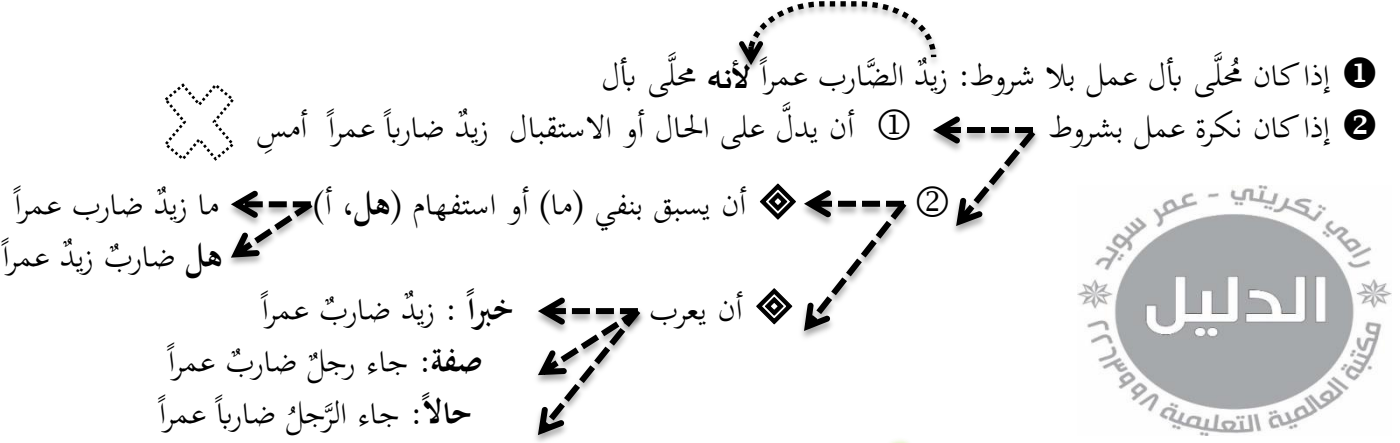 ❶ إذا كان مُحلَّى بأل عمل بلا شروط: زيدٌ الضَّارب عمراً لأنه محلَّى بأل
❷ إذا كان نكرة عمل بشروط ① أن يدلَّ على الحال أو الاستقبال زيدٌ ضارباً عمراً أمسِ
② أن يسبق بنفي (ما) أو استفهام (هل، أ) ما زيدٌ ضارب عمراً
هل ضاربٌ زيدٌ عمراً
أن يعرب خبراً : زيدٌ ضاربٌ عمراً
صفة: جاء رجلٌ ضاربٌ عمراً
حالاً: جاء الرَّجلُ ضارباً عمراً
رامي تكريتي - عمر سويد
الدليل
مكتبة العالمية التعليمية ٢٢٦٣٩٩٨